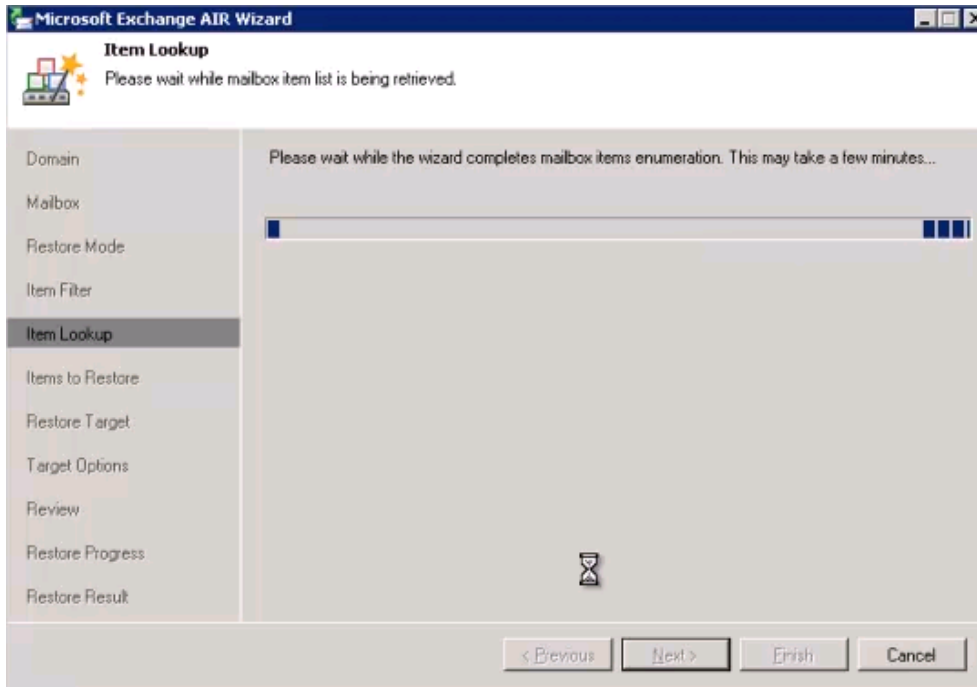 Microsoft Exchange AIR Wizard
Item Lookup
Please wait while mailbox item list is being retrieved.
Domain
Please wait while the wizard completes mailbox items enumeration. This may take a few minutes...
Mailbox
Restore Mode
Item Filter
Item Lookup
Items to Restore
Restore Target
Target Options
Review
Restore Progress
Restore Result
< Previous Next > Finish Cancel